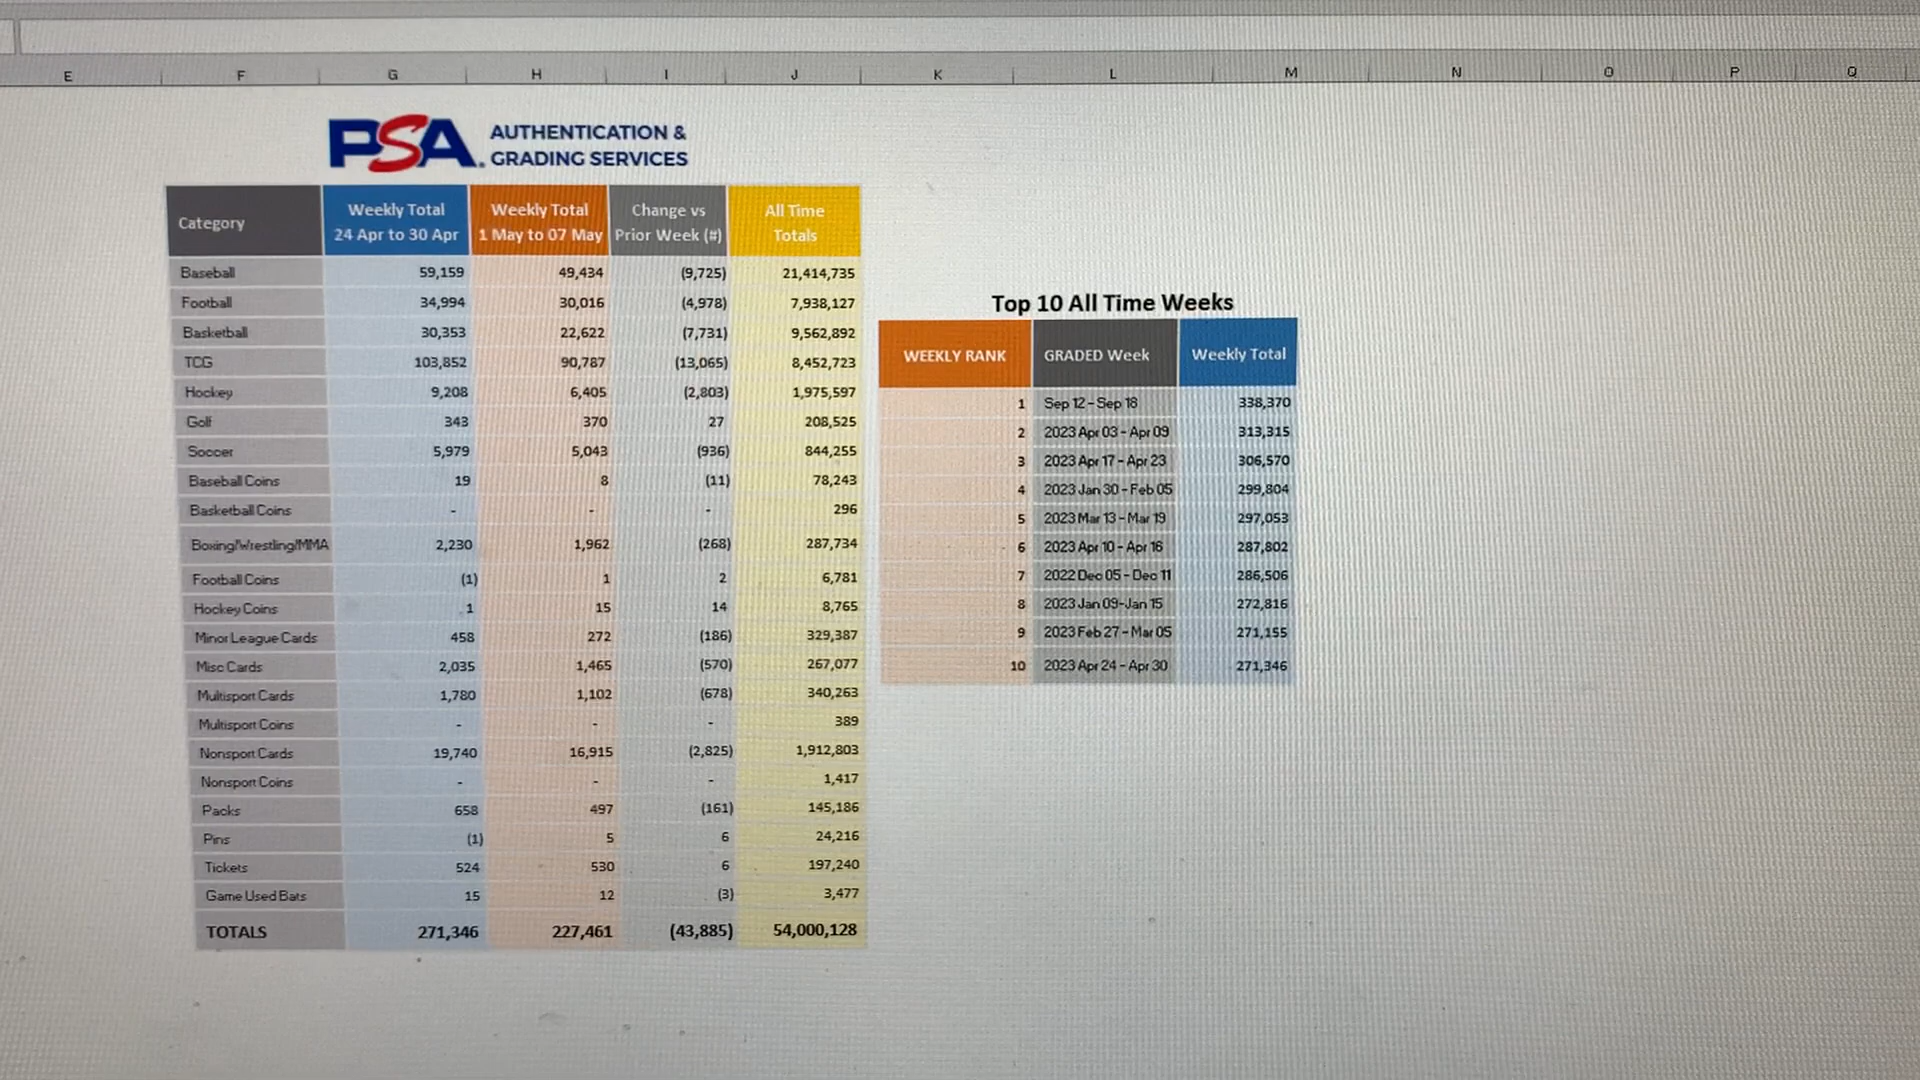 E F G H I J K L M N O P Q
PSA AUTHENTICATION &
GRADING SERVICES
Category Weekly Total 24 Apr to 30 Apr Weekly Total 1 May to 07 May Change vs Prior Week (#) All Time Totals
Baseball 59,159 49,434 (9,725) 21,414,735
Football 34,994 30,016 (4,978) 7,938,127
Basketball 30,353 22,622 (7,731) 9,562,892
TCG 103,852 90,787 (13,065) 8,452,723
Hockey 9,208 6,405 (2,803) 1,975,597
Golf 343 370 27 208,525
Soccer 5,979 5,043 (936) 844,255
Baseball Coins 19 8 (11) 78,243
Basketball Coins - - - 296
Boxing/Wrestling/MMA 2,230 1,962 (268) 287,734
Football Coins (1) 1 2 6,781
Hockey Coins 1 15 14 8,765
Minor League Cards 458 272 (186) 329,387
Misc Cards 2,035 1,465 (570) 267,077
Multisport Cards 1,780 1,102 (678) 340,263
Multisport Coins - - - 389
Nonsport Cards 19,740 16,915 (2,825) 1,912,803
Nonsport Coins - - - 1,417
Packs 658 497 (161) 145,186
Pins (1) 5 6 24,216
Tickets 524 530 6 197,240
Game Used Bats 15 12 (3) 3,477
TOTALS 271,346 227,461 (43,885) 54,000,128
Top 10 All Time Weeks
WEEKLY RANK GRADED Week Weekly Total
1 Sep 12 - Sep 18 338,370
2 2023 Apr 03 - Apr 09 313,315
3 2023 Apr 17 - Apr 23 306,570
4 2023 Jan 30 - Feb 05 299,804
5 2023 Mar 13 - Mar 19 297,053
6 2023 Apr 10 - Apr 16 287,802
7 2022 Dec 05 - Dec 11 286,506
8 2023 Jan 09-Jan 15 272,816
9 2023 Feb 27 - Mar 05 271,155
10 2023 Apr 24 - Apr 30 271,346